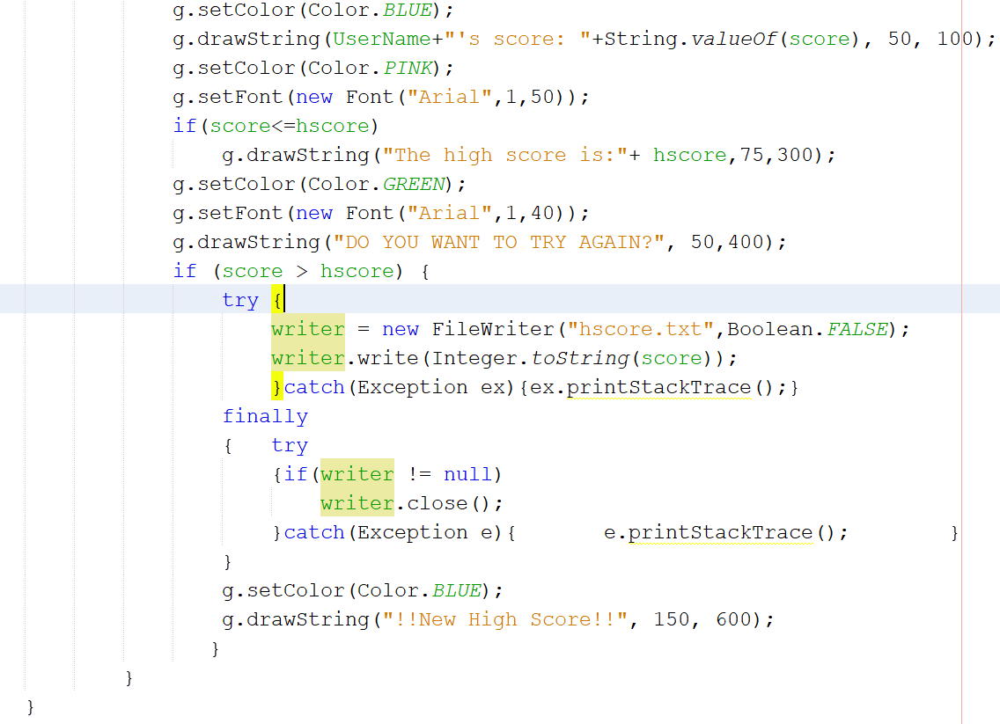 g.setColor(Color.BLUE);
g.drawString(UserName+"'s score: "+String.valueOf(score), 50, 100);
g.setColor(Color.PINK);
g.setFont(new Font("Arial",1,50));
if(score<=hscore)
g.drawString("The high score is:"+ hscore,75,300);
g.setColor(Color.GREEN);
g.setFont(new Font("Arial",1,40));
g.drawString("DO YOU WANT TO TRY AGAIN?", 50,400);
if (score > hscore) {
try {
writer = new FileWriter("hscore.txt",Boolean.FALSE);
writer.write(Integer.toString(score));
}catch(Exception ex){ex.printStackTrace();}
finally
{   try
{if(writer != null)
writer.close();
}catch(Exception e){       e.printStackTrace();        }
}
g.setColor(Color.BLUE);
g.drawString("!!New High Score!!", 150, 600);
}
}
}